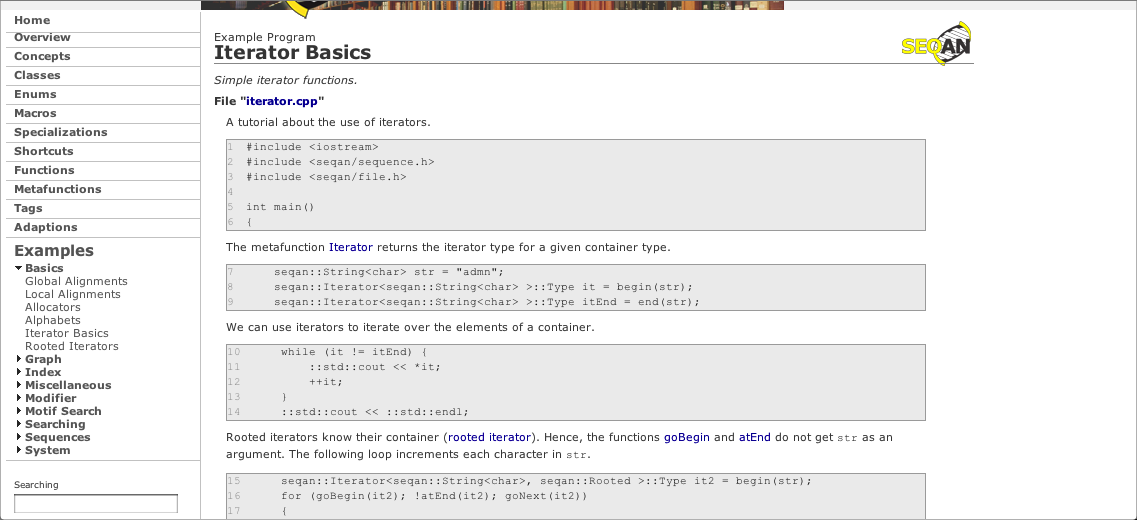 Home
Overview
Concepts
Classes
Enums
Macros
Specializations
Shortcuts
Functions
Metafunctions
Tags
Adaptions
Examples
Basics
Global Alignments
Local Alignments
Allocators
Alphabets
Iterator Basics
Rooted Iterators
Graph
Index
Miscellaneous
Modifier
Motif Search
Searching
Sequences
System
Searching
Example Program
Iterator Basics
SEQAN
Simple iterator functions.
File "iterator.cpp"
A tutorial about the use of iterators.
1 #include <iostream>
2 #include <seqan/sequence.h>
3 #include <seqan/file.h>
4
5 int main()
6 {
The metafunction Iterator returns the iterator type for a given container type.
7     seqan::String<char> str = "admn";
8     seqan::Iterator<seqan::String<char> >::Type it = begin(str);
9     seqan::Iterator<seqan::String<char> >::Type itEnd = end(str);
We can use iterators to iterate over the elements of a container.
10     while (it != itEnd) {
11         ::std::cout << *it;
12         ++it;
13     }
14     ::std::cout << ::std::endl;
Rooted iterators know their container (rooted iterator). Hence, the functions goBegin and atEnd do not get str as an
argument. The following loop increments each character in str.
15     seqan::Iterator<seqan::String<char>, seqan::Rooted >::Type it2 = begin(str);
16     for (goBegin(it2); !atEnd(it2); goNext(it2))
17     {